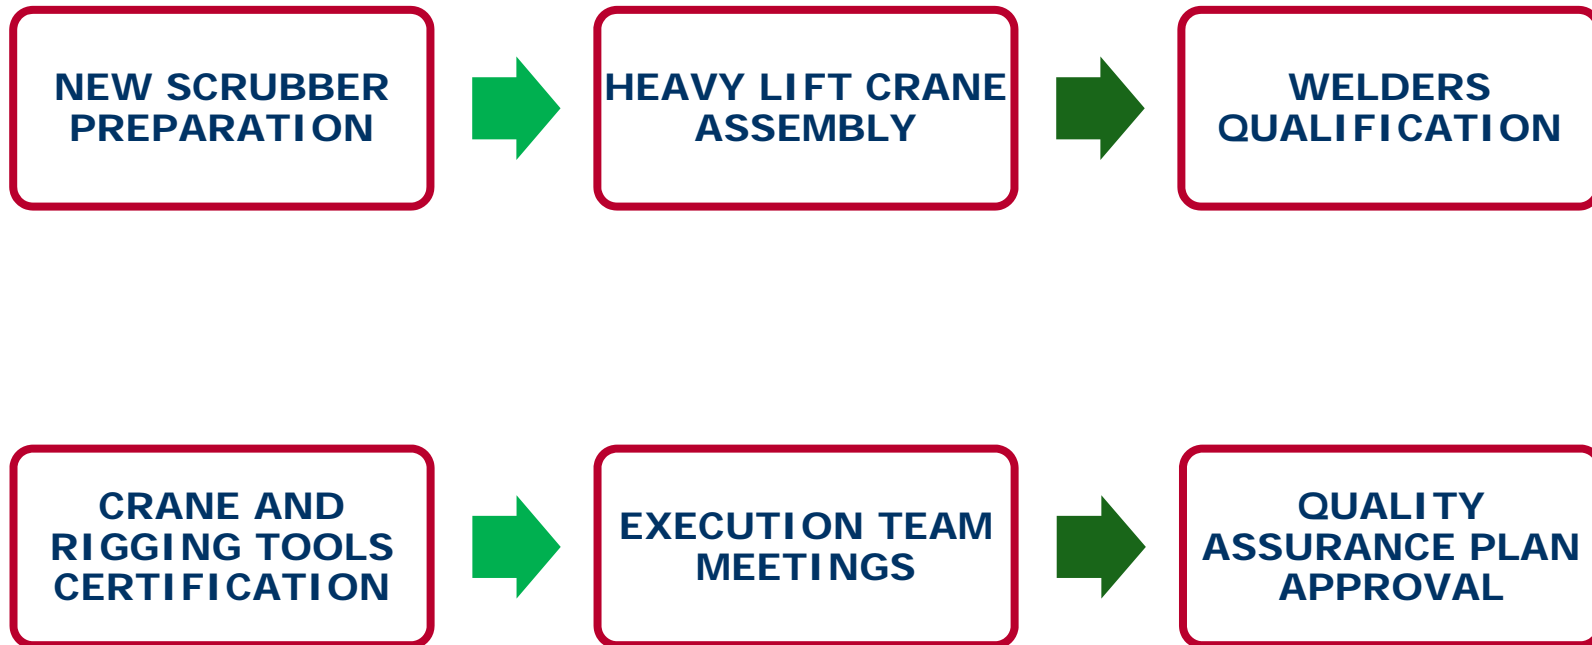 NEW SCRUBBER
PREPARATION
HEAVY LIFT CRANE
ASSEMBLY
WELDERS
QUALIFICATION
CRANE AND
RIGGING TOOLS
CERTIFICATION
EXECUTION TEAM
MEETINGS
QUALITY
ASSURANCE PLAN
APPROVAL